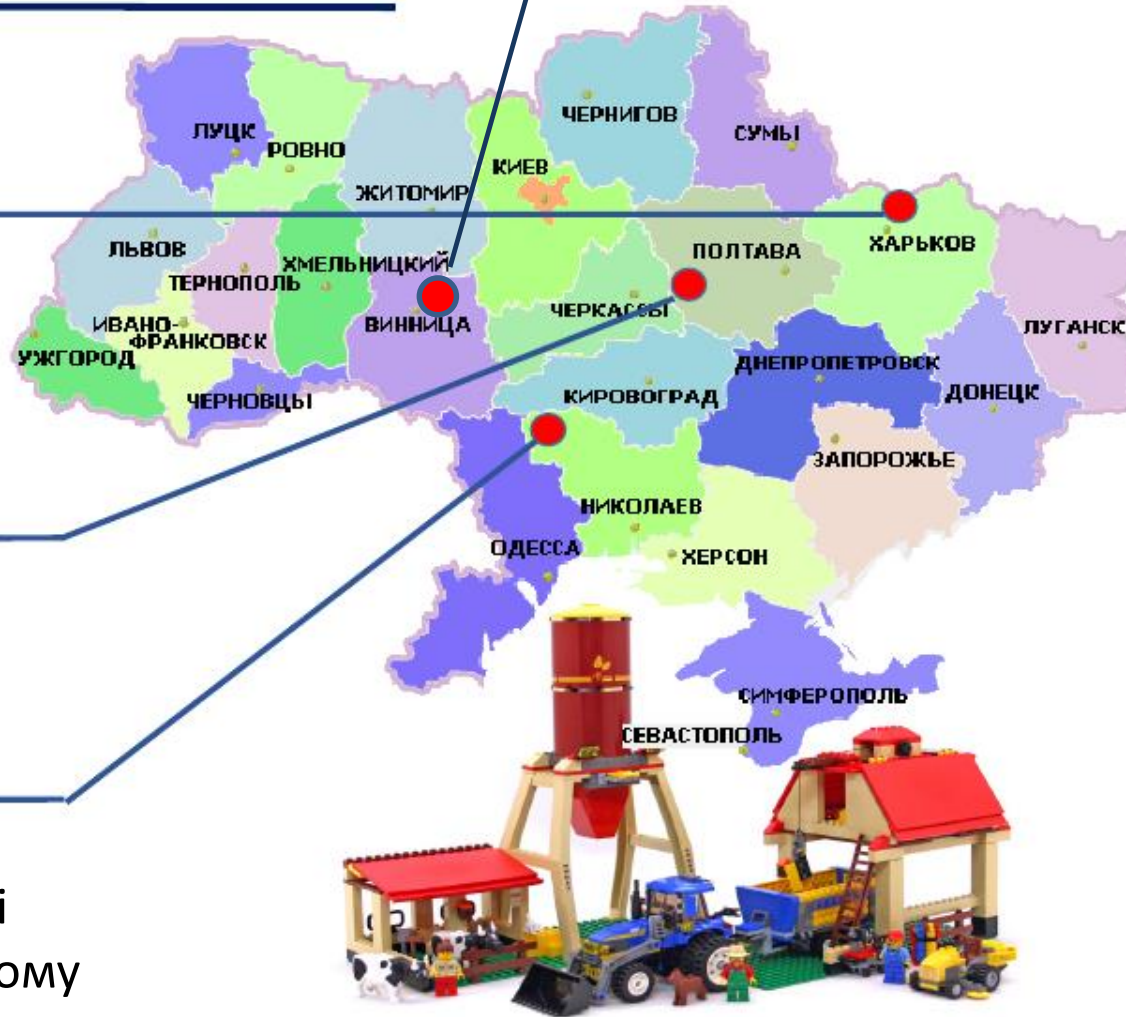 ЧЕРНИГОВ
СУМЫ
ЛУЦК
РОВНО
КИЕВ
ЖИТОМИР
ЛЬВОВ
ХМЕЛЬНИЦКИЙ
ТЕРНОПОЛЬ
ПОЛТАВА
ХАРЬКОВ
ЧЕРКАССЫ
ВИННИЦА
ИВАНО-
ФРАНКОВСК
УЖГОРОД
ЛУГАНСК
ДНЕПРОПЕТРОВСК
ЧЕРНОВЦЫ
КИРОВОГРАД
ДОНЕЦК
ЗАПОРОЖЬЕ
НИКОЛАЕВ
ОДЕССА
ХЕРСОН
СИМФЕРОПОЛЬ
СЕВАСТОПОЛЬ
і
ому